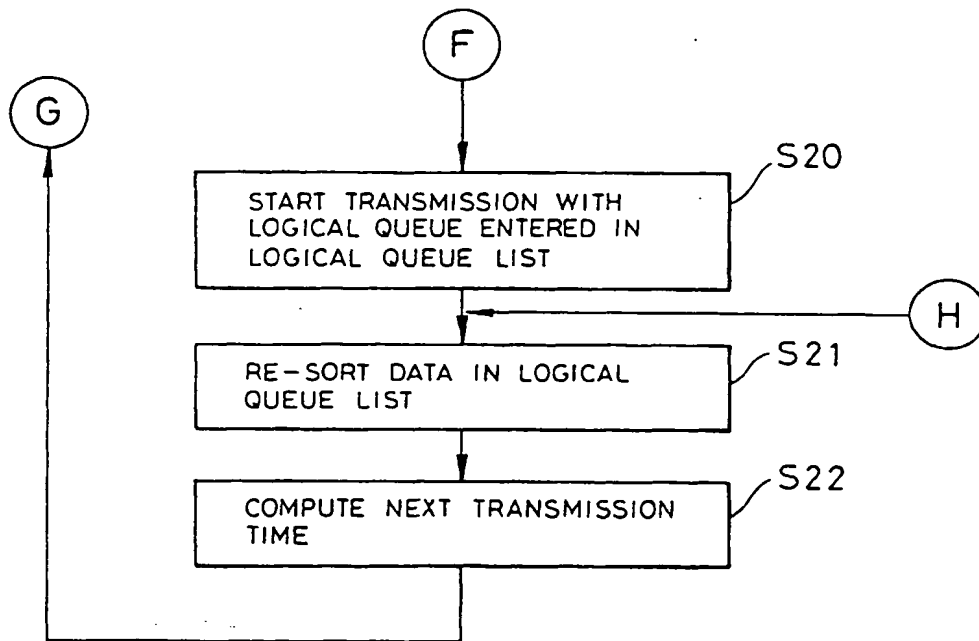 F
G
S20
START TRANSMISSION WITH
LOGICAL QUEUE ENTERED IN
LOGICAL QUEUE LIST
H
S21
RE-SORT DATA IN LOGICAL
QUEUE LIST
S22
COMPUTE NEXT TRANSMISSION
TIME